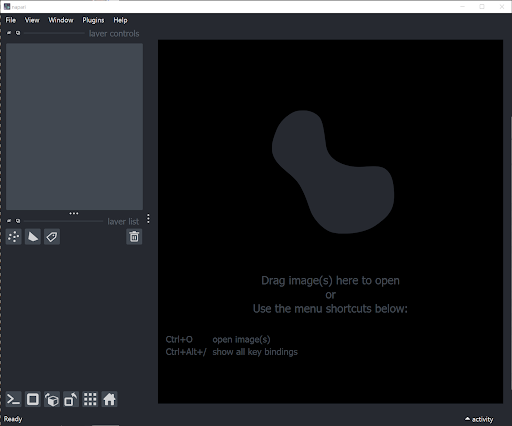 napari
File View Window Plugins Help
layer controls
layer list
Drag image(s) here to open
or
Use the menu shortcuts below:
Ctrl+O open image(s)
Ctrl+Alt+/ show all key bindings
Ready
activity